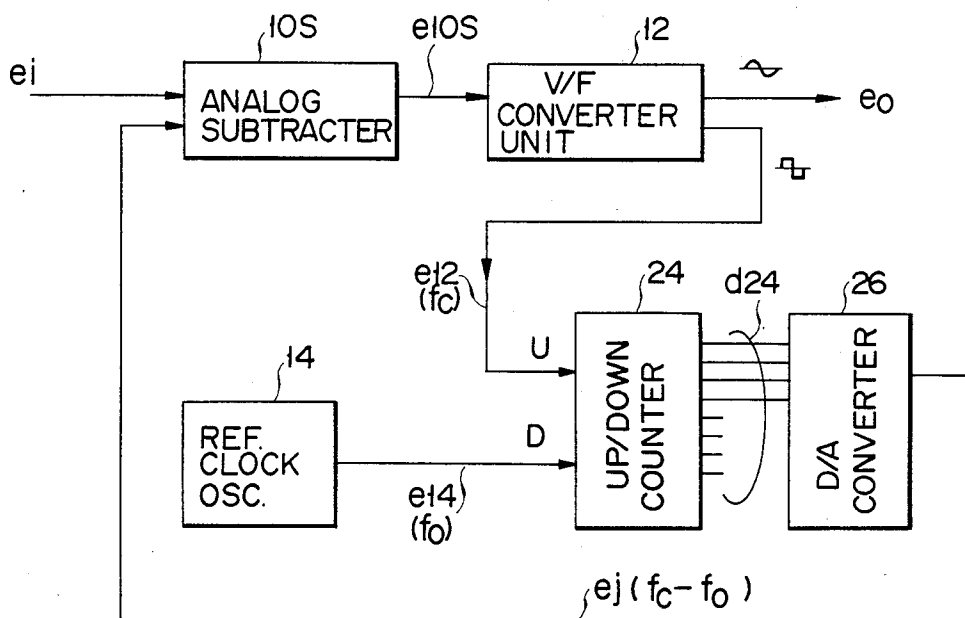 10S
e10S
12
ei
ANALOG
SUBTRACTER
V/F
CONVERTER
UNIT
eo
e12
(fc)
24
d24
26
14
U
D
REF.
CLOCK
OSC.
UP/DOWN
COUNTER
D/A
CONVERTER
e14
(fo)
ej (fc-fo)